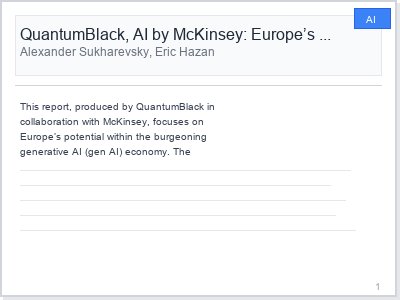 AI
QuantumBlack, AI by McKinsey: Europe’s ...
Alexander Sukharevsky, Eric Hazan
This report, produced by QuantumBlack in
collaboration with McKinsey, focuses on
Europe’s potential within the burgeoning
generative AI (gen AI) economy. The
1